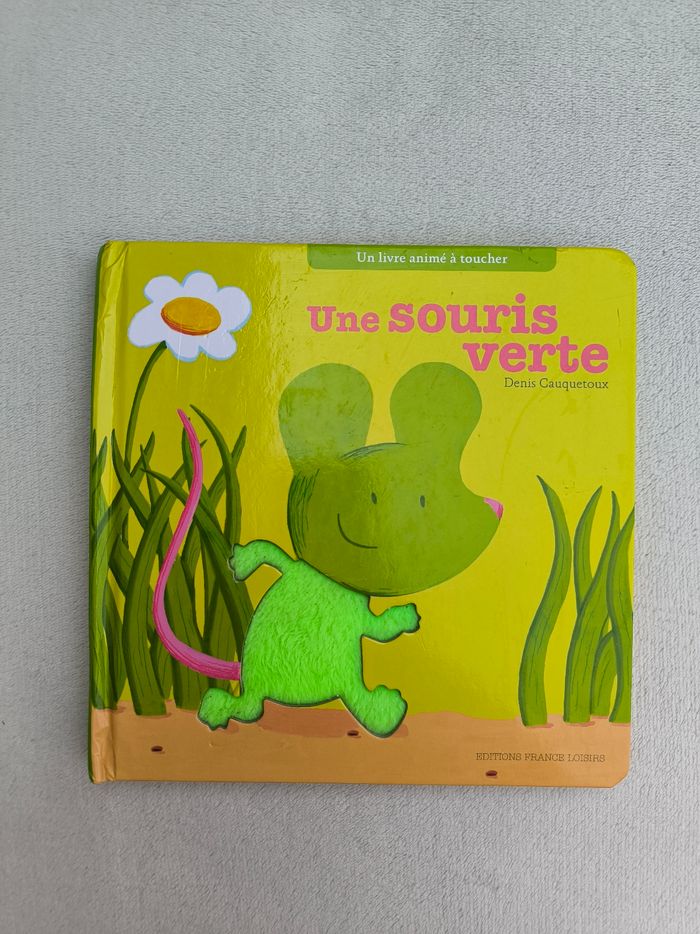 Un livre animé à toucher
Une souris
verte
Denis Cauquetoux
EDITIONS FRANCE LOISIRS